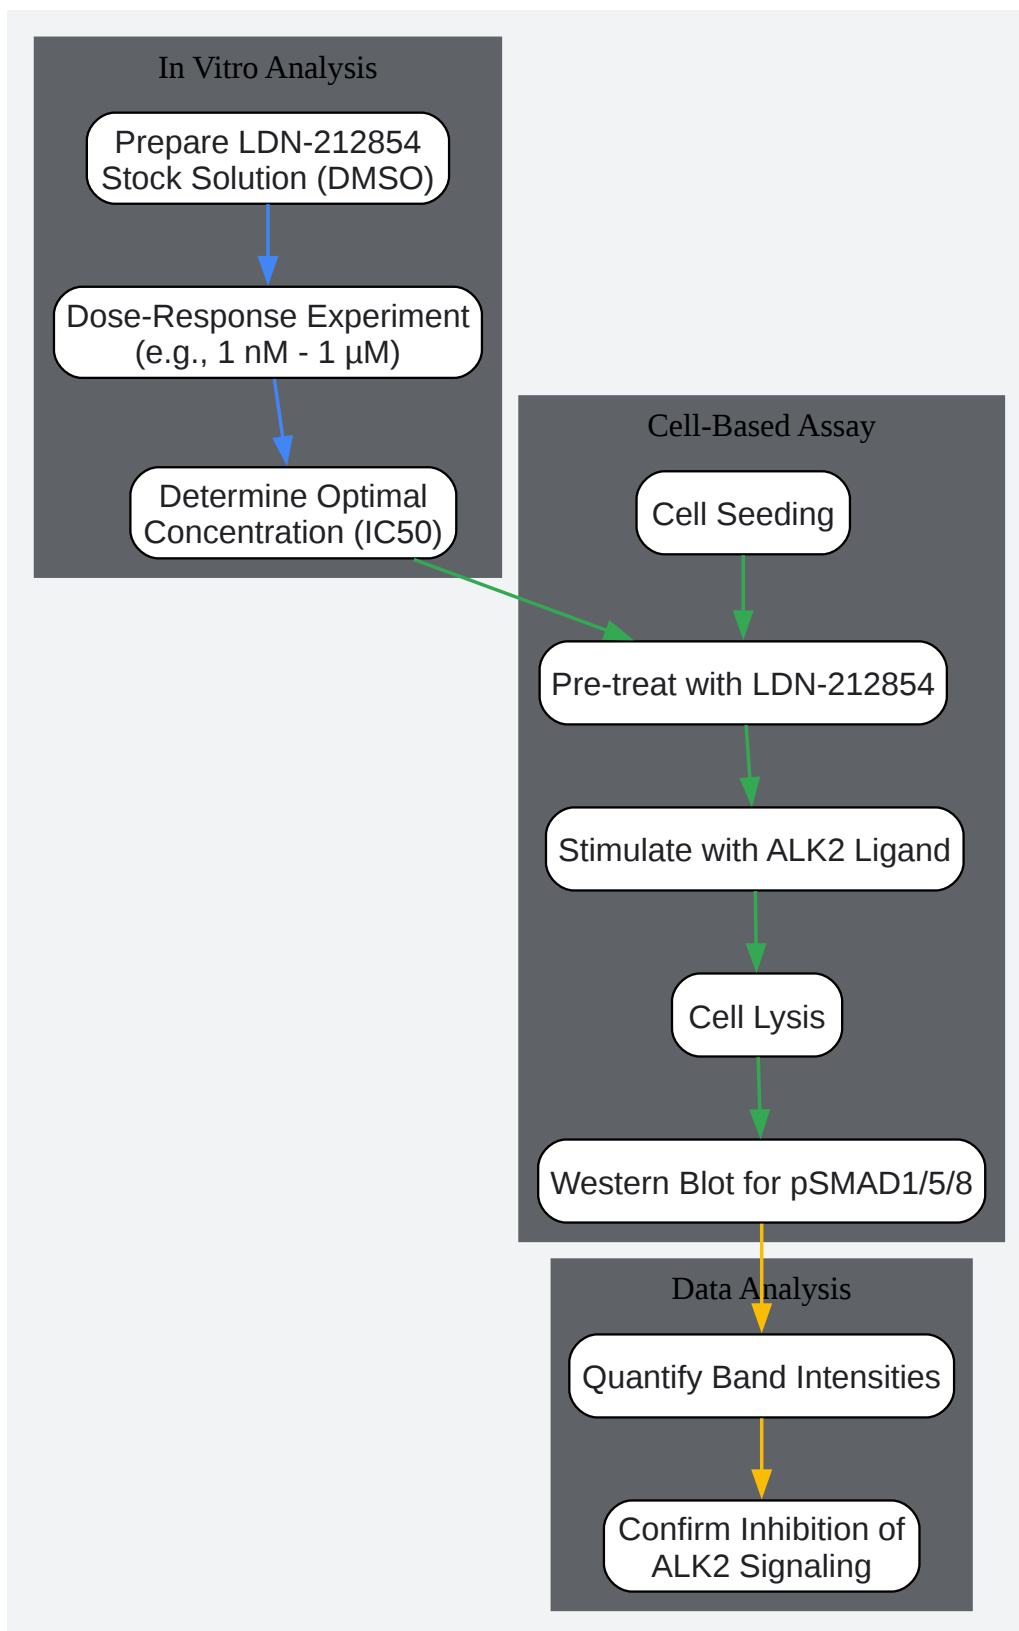 In Vitro Analysis
Prepare LDN-212854
Stock Solution (DMSO)
Dose-Response Experiment
(e.g., 1 nM - 1 µM)
Determine Optimal
Concentration (IC50)
Cell-Based Assay
Cell Seeding
Pre-treat with LDN-212854
Stimulate with ALK2 Ligand
Cell Lysis
Western Blot for pSMAD1/5/8
Data Analysis
Quantify Band Intensities
Confirm Inhibition of
ALK2 Signaling